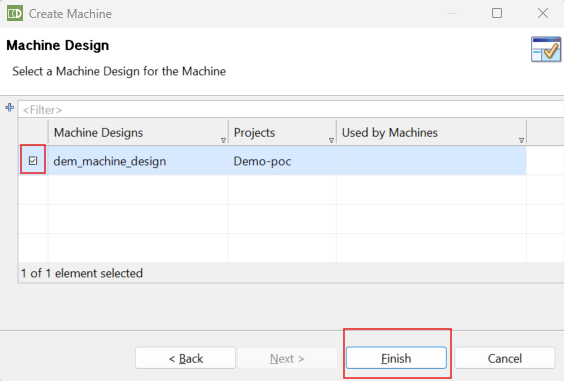 Create Machine
Machine Design
Select a Machine Design for the Machine
<Filter>
Machine Designs Projects Used by Machines
dem_machine_design Demo-poc
1 of 1 element selected
< Back Next > Finish Cancel